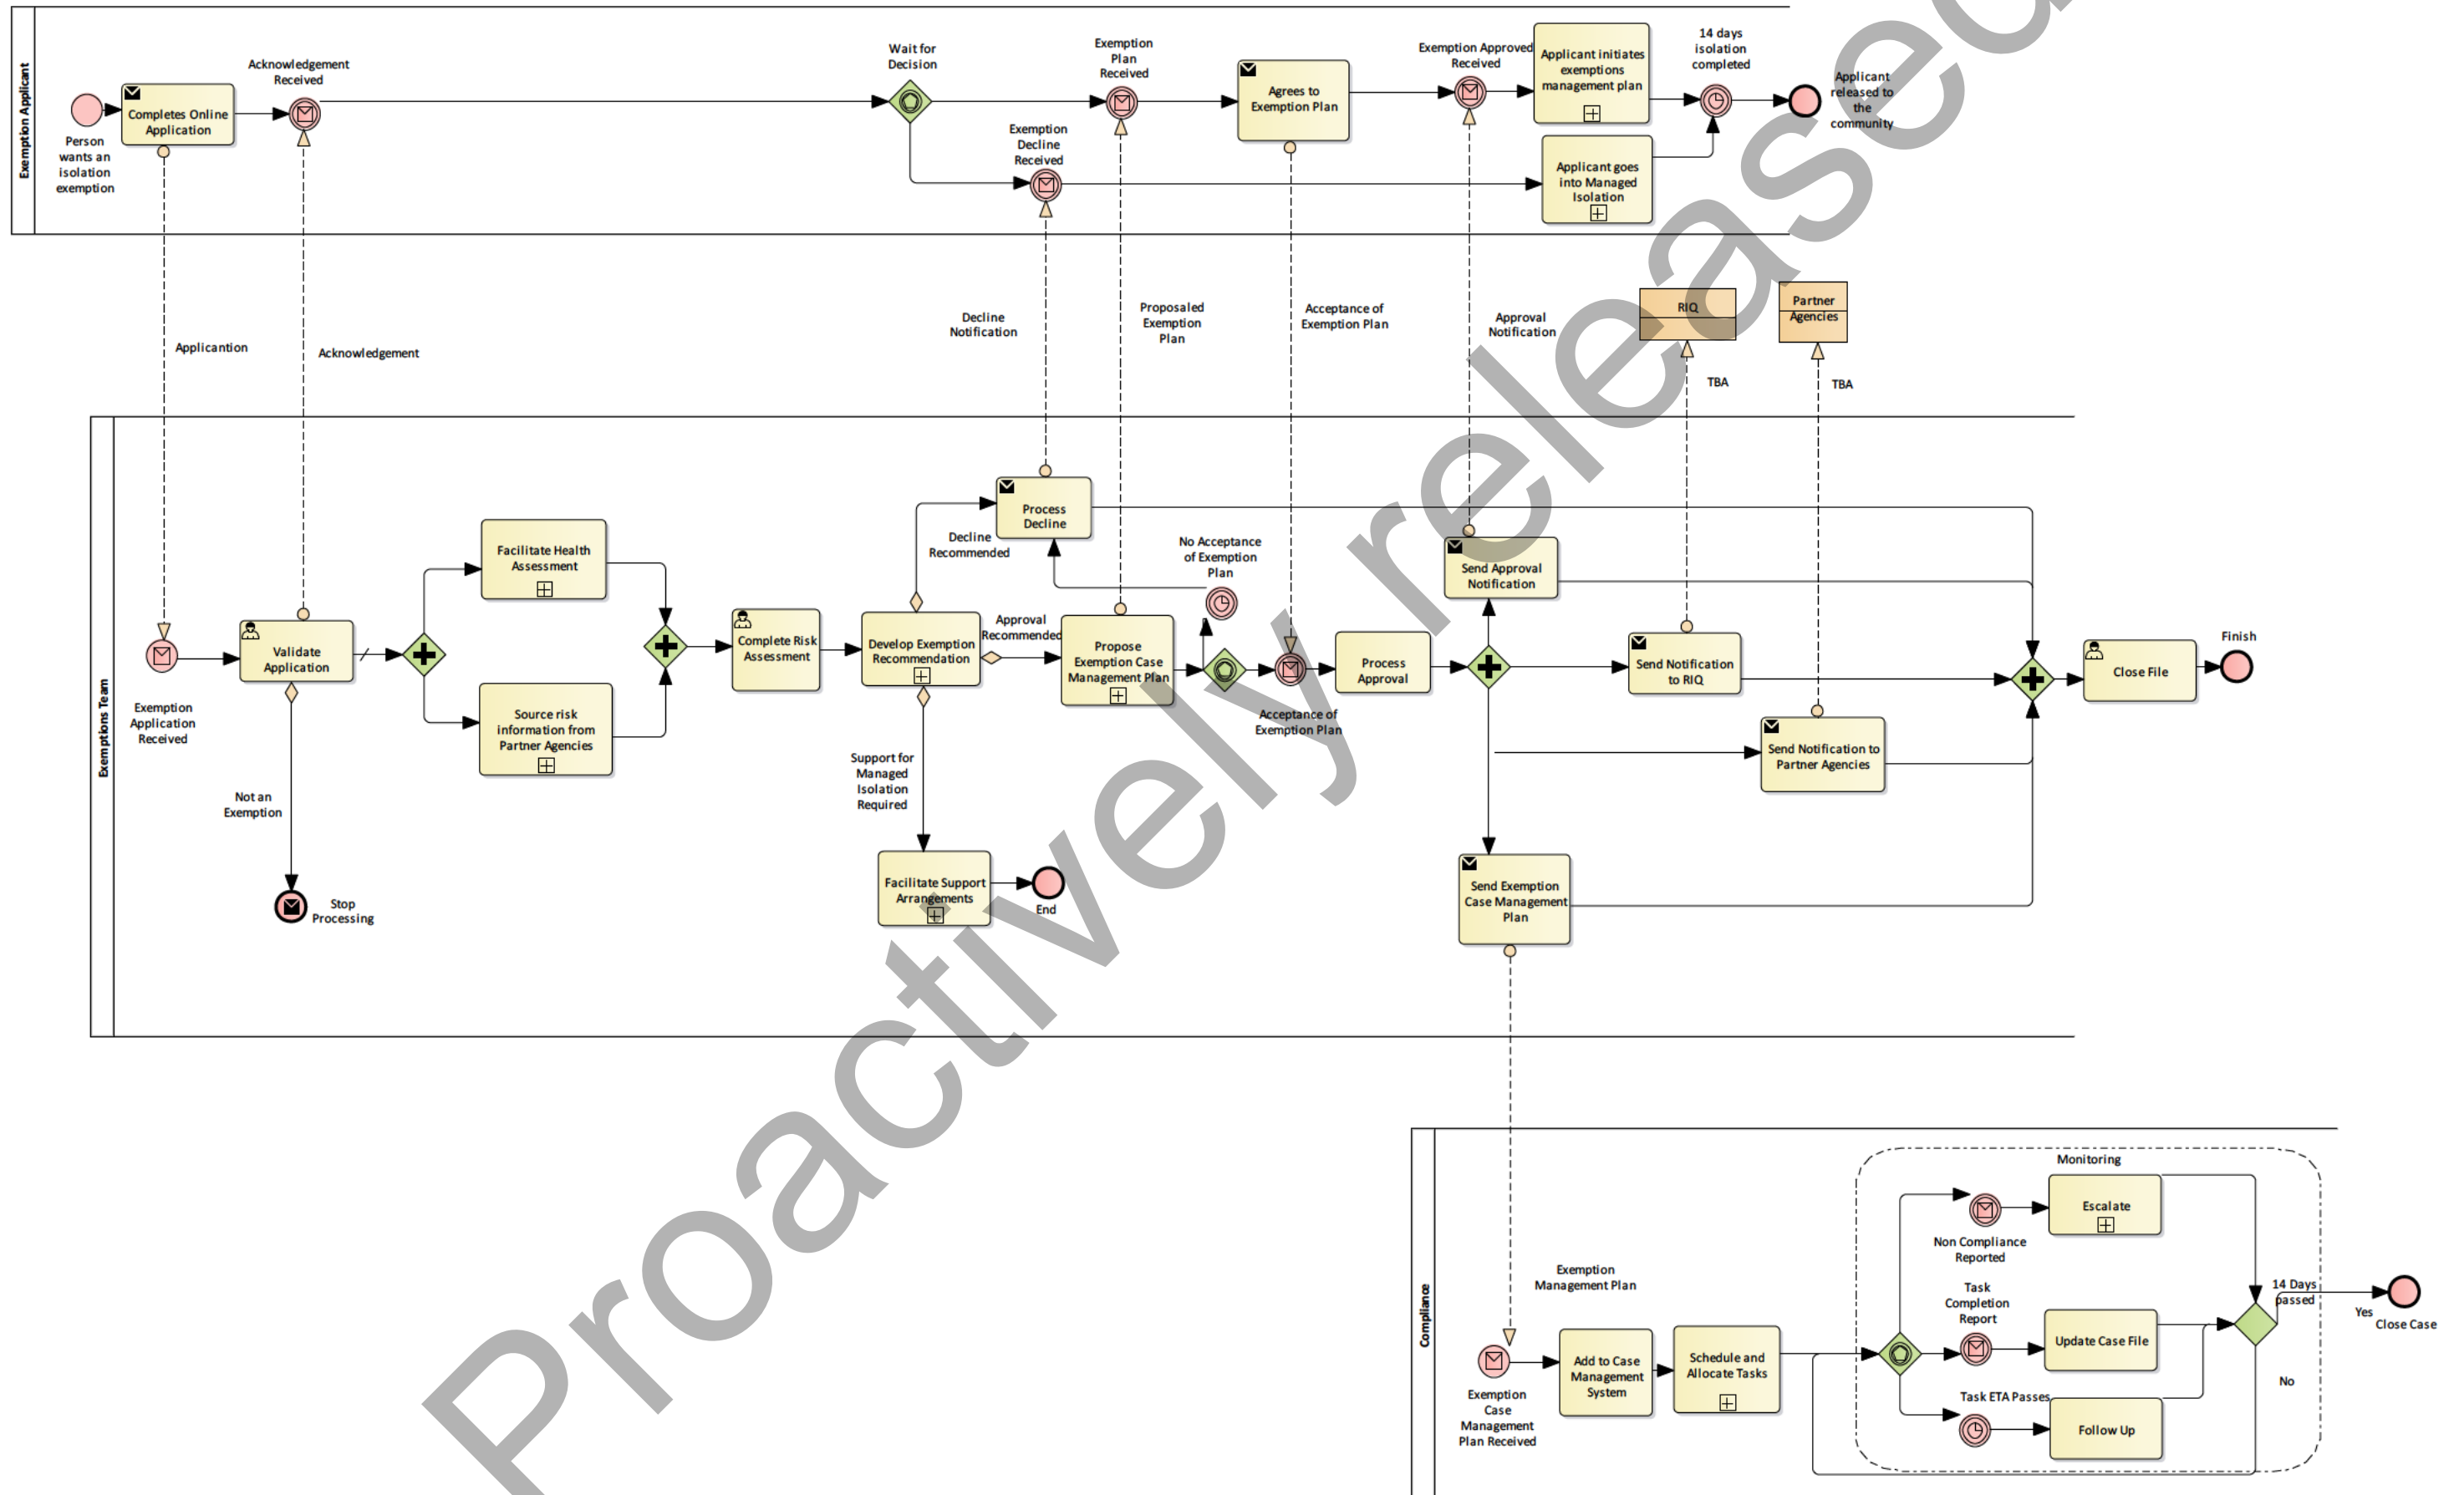 Exemption Applicant
Person
wants an
isolation
exemption
Completes Online
Application
Acknowledgement
Received
Wait for
Decision
Exemption
Plan
Received
Exemption
Decline
Received
Agrees to
Exemption Plan
Exemption Approved
Received
Applicant initiates
exemptions
management plan
Applicant goes
into Managed
Isolation
14 days
isolation
completed
Applicant
released to
the
community
Applicantion
Acknowledgement
Decline
Notification
Proposaled
Exemption
Plan
Acceptance of
Exemption Plan
Approval
Notification
RIQ
TBA
Partner
Agencies
TBA
Exemptions Team
Exemption
Application
Received
Validate
Application
Not an
Exemption
Stop
Processing
Facilitate Health
Assessment
Source risk
information from
Partner Agencies
Complete Risk
Assessment
Develop Exemption
Recommendation
Decline
Recommended
Process
Decline
Approval
Recommended
Support for
Managed
Isolation
Required
Facilitate Support
Arrangements
End
Propose
Exemption Case
Management Plan
No Acceptance
of Exemption
Plan
Acceptance of
Exemption Plan
Process
Approval
Send Approval
Notification
Send Notification
to RIQ
Send Notification to
Partner Agencies
Send Exemption
Case Management
Plan
Close File
Finish
Compliance
Exemption
Management Plan
Exemption
Case
Management
Plan Received
Add to Case
Management
System
Schedule and
Allocate Tasks
Monitoring
Non Compliance
Reported
Escalate
Task
Completion
Report
Update Case File
Task ETA Passes
Follow Up
14 Days
passed
Yes
No
Close Case
Proactively released